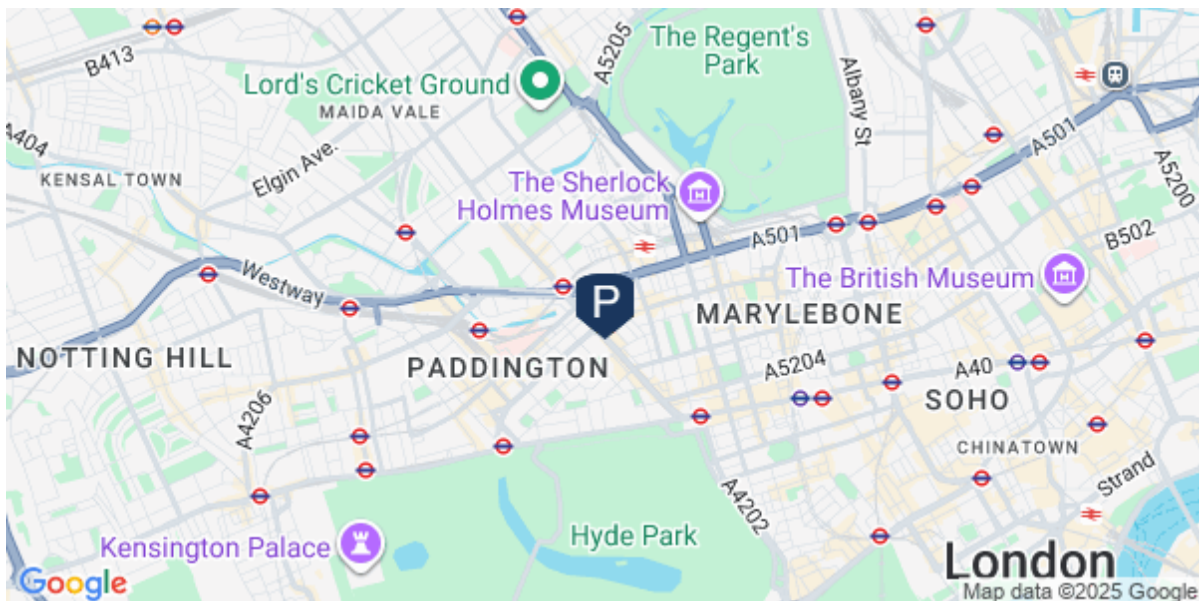 B413
A5205
The Regent's
Park
Albany St
Lord's Cricket Ground
MAIDA VALE
A404
Elgin Ave.
A501
A5200
KENSAL TOWN
The Sherlock
Holmes Museum
A501
B502
Westway
The British Museum
P
MARYLEBONE
NOTTING HILL
PADDINGTON
A5204
A40
SOHO
A4206
CHINATOWN
Strand
A4202
Hyde Park
Kensington Palace
London
Google
Map data ©2025 Google